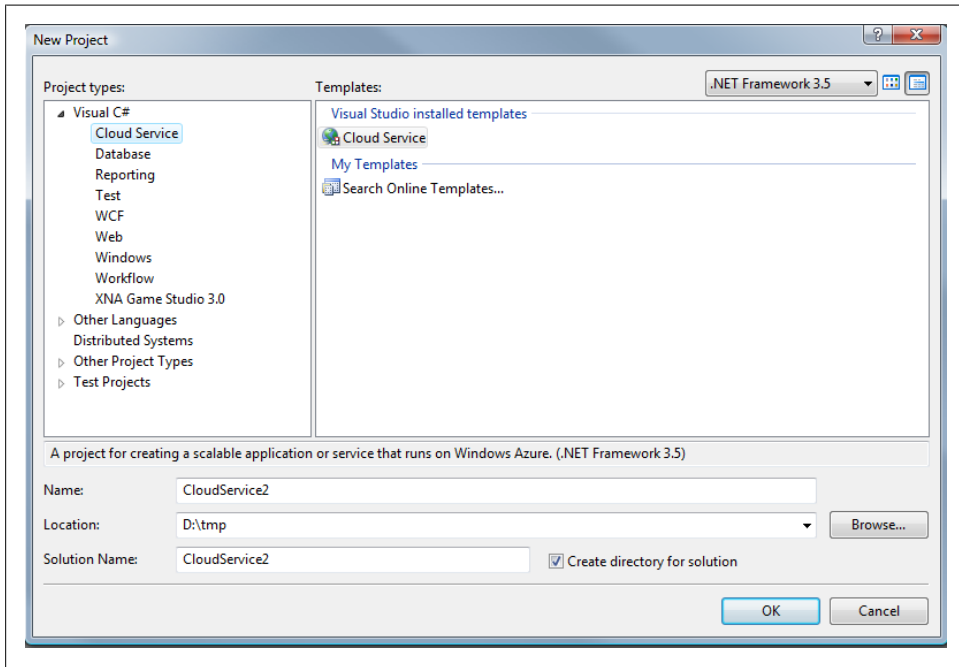 New Project
Project types:
Templates:
.NET Framework 3.5
Visual C#
Cloud Service
Database
Reporting
Test
WCF
Web
Windows
Workflow
XNA Game Studio 3.0
Other Languages
Distributed Systems
Other Project Types
Test Projects
Visual Studio installed templates
Cloud Service
My Templates
Search Online Templates...
A project for creating a scalable application or service that runs on Windows Azure. (.NET Framework 3.5)
Name:
CloudService2
Location:
D:\tmp
Browse...
Solution Name:
CloudService2
Create directory for solution
OK
Cancel